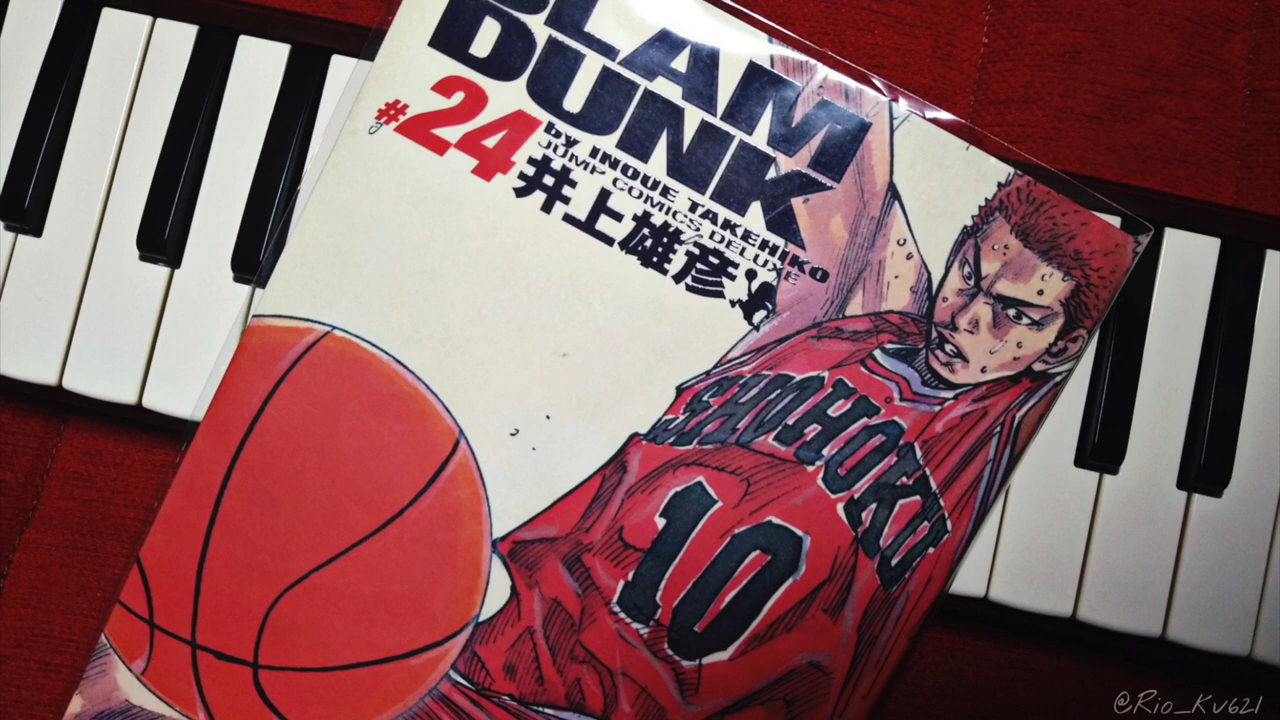 SLAM
DUNK
#24
by INOUE TAKEHIKO
JUMP COMICS DELUXE
井上雄彦
SHOHOKU
10
@Rio_Kv621